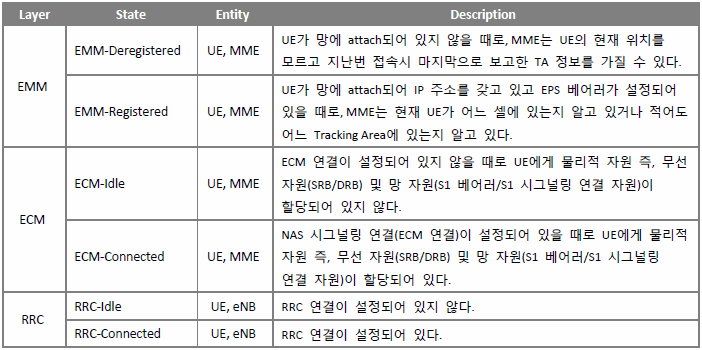 Layer State Entity Description
EMM
EMM-Deregistered UE, MME UE가 망에 attach되어 있지 않을 때로, MME는 UE의 현재 위치를
모르고 지난번 접속시 마지막으로 보고한 TA 정보를 가질 수 있다.
EMM-Registered UE, MME UE가 망에 attach되어 IP 주소를 갖고 있고 EPS 베어러가 설정되어
있을 때로, MME는 현재 UE가 어느 셀에 있는지 알고 있거나 적어도
어느 Tracking Area에 있는지 알고 있다.
ECM
ECM-Idle UE, MME ECM 연결이 설정되어 있지 않을 때로 UE에게 물리적 자원 즉, 무선
자원(SRB/DRB) 및 망 자원(S1 베어러/S1 시그널링 연결 자원)이
할당되어 있지 않다.
ECM-Connected UE, MME NAS 시그널링 연결(ECM 연결)이 설정되어 있을 때로 UE에게 물리적
자원 즉, 무선 자원(SRB/DRB) 및 망 자원(S1 베어러/S1 시그널링
연결 자원)이 할당되어 있다.
RRC
RRC-Idle UE, eNB RRC 연결이 설정되어 있지 않다.
RRC-Connected UE, eNB RRC 연결이 설정되어 있다.